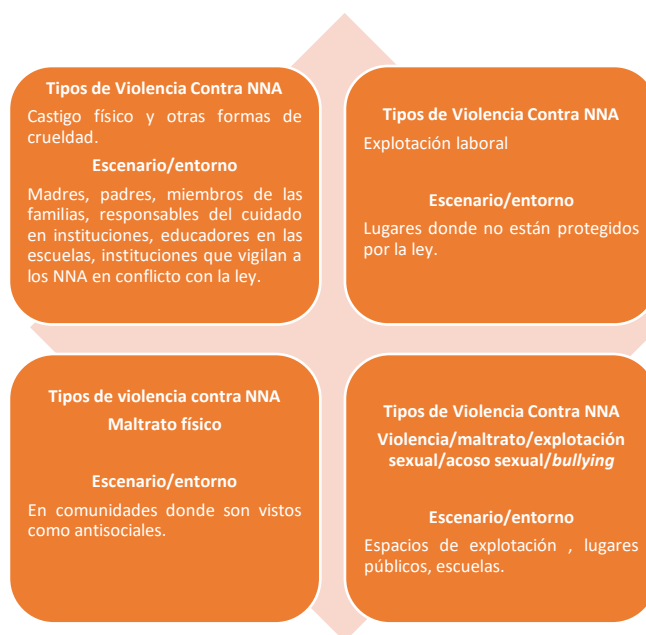 Tipos de Violencia Contra NNA
Castigo físico y otras formas de
crueldad.
Escenario/entorno
Madres, padres, miembros de las
familias, responsables del cuidado
en instituciones, educadores en las
escuelas, instituciones que vigilan a
los NNA en conflicto con la ley.
Tipos de Violencia Contra NNA
Explotación laboral
Escenario/entorno
Lugares donde no están protegidos
por la ley.
Tipos de violencia contra NNA
Maltrato físico
Escenario/entorno
En comunidades donde son vistos
como antisociales.
Tipos de Violencia Contra NNA
Violencia/maltrato/explotación
sexual/acoso sexual/bullying
Escenario/entorno
Espacios de explotación , lugares
públicos, escuelas.